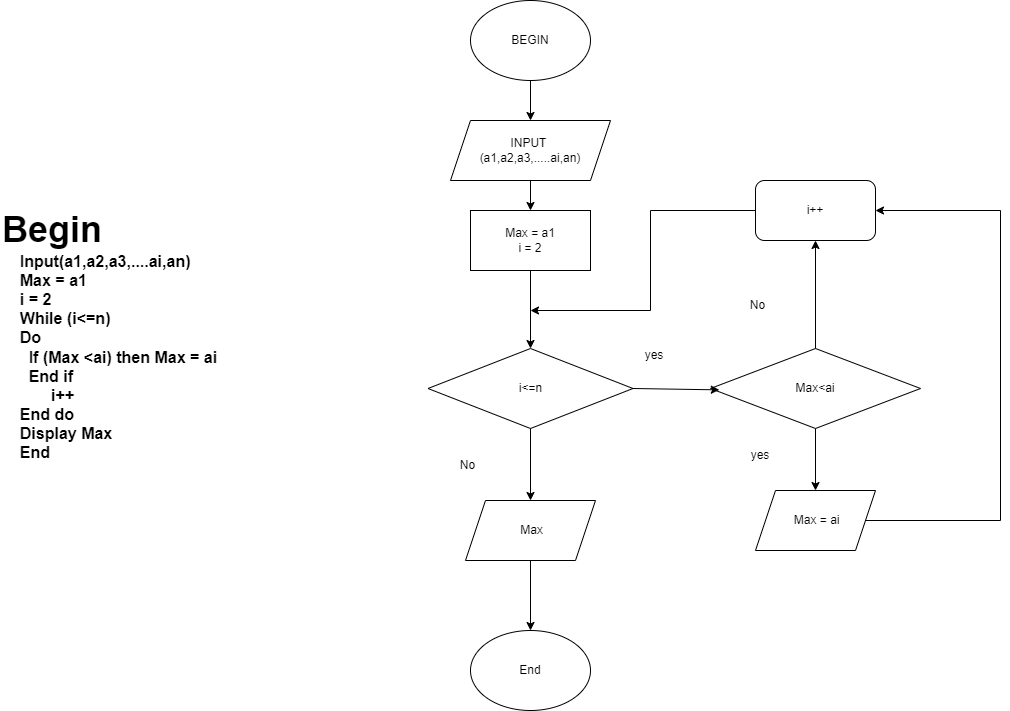 Begin
Input(a1,a2,a3,....ai,an)
Max = a1
i = 2
While (i<=n)
Do
If (Max <ai) then Max = ai
End if
i++
End do
Display Max
End
BEGIN
INPUT
(a1,a2,a3,.....ai,an)
Max = a1
i = 2
i<=n
yes
Max<ai
No
i++
yes
Max = ai
No
Max
End